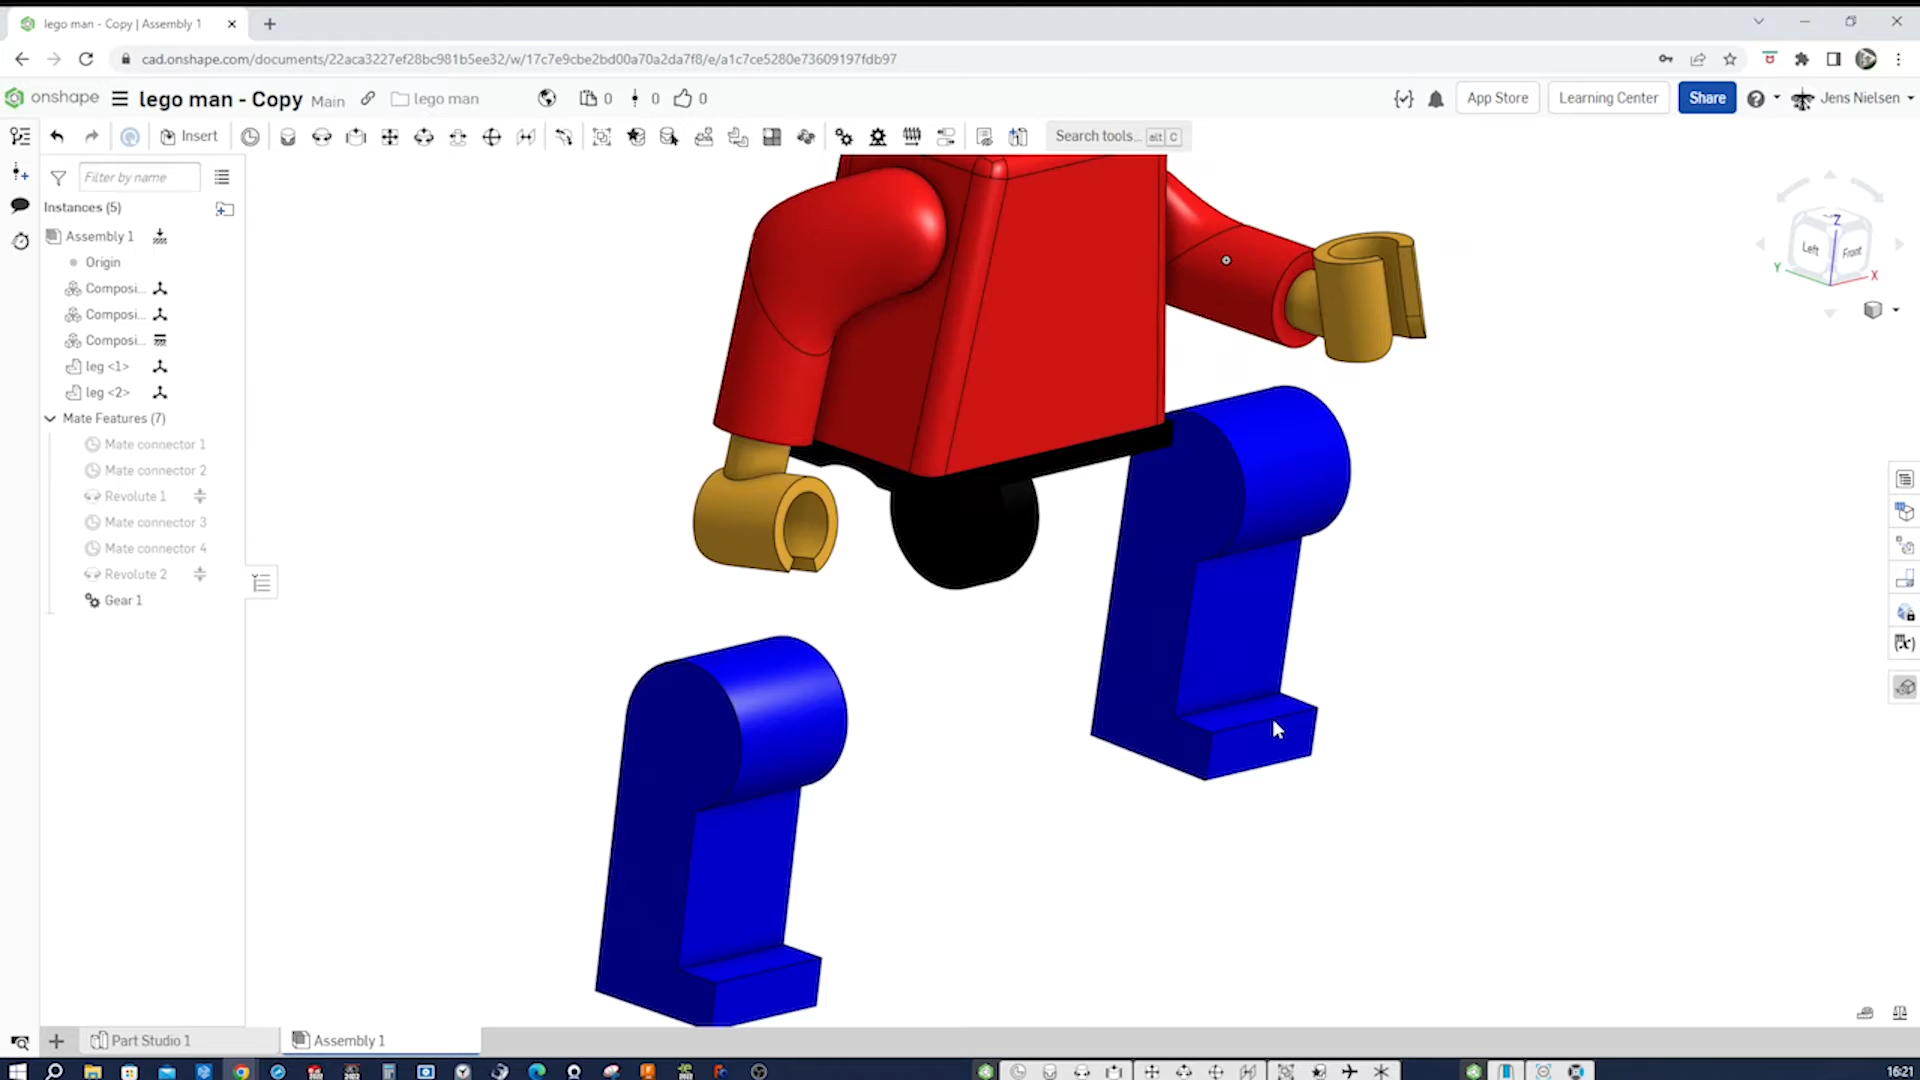 lego man - Copy | Assembly 1
cad.onshape.com/documents/22aca3227ef28bc981b5ee32/w/17c7e9cbe2bd00a70a2da7f8/e/a1c7ce5280e73609197fdb97
onshape lego man - Copy Main lego man 0 0 0 App Store Learning Center Share Jens Nielsen
Insert Search tools... alt C
Filter by name
Instances (5)
Assembly 1
Origin
Composi...
Composi...
Composi...
leg <1>
leg <2>
Mate Features (7)
Mate connector 1
Mate connector 2
Revolute 1
Mate connector 3
Mate connector 4
Revolute 2
Gear 1
Z
Left Front
Y X
(x)
Part Studio 1 Assembly 1
16:21